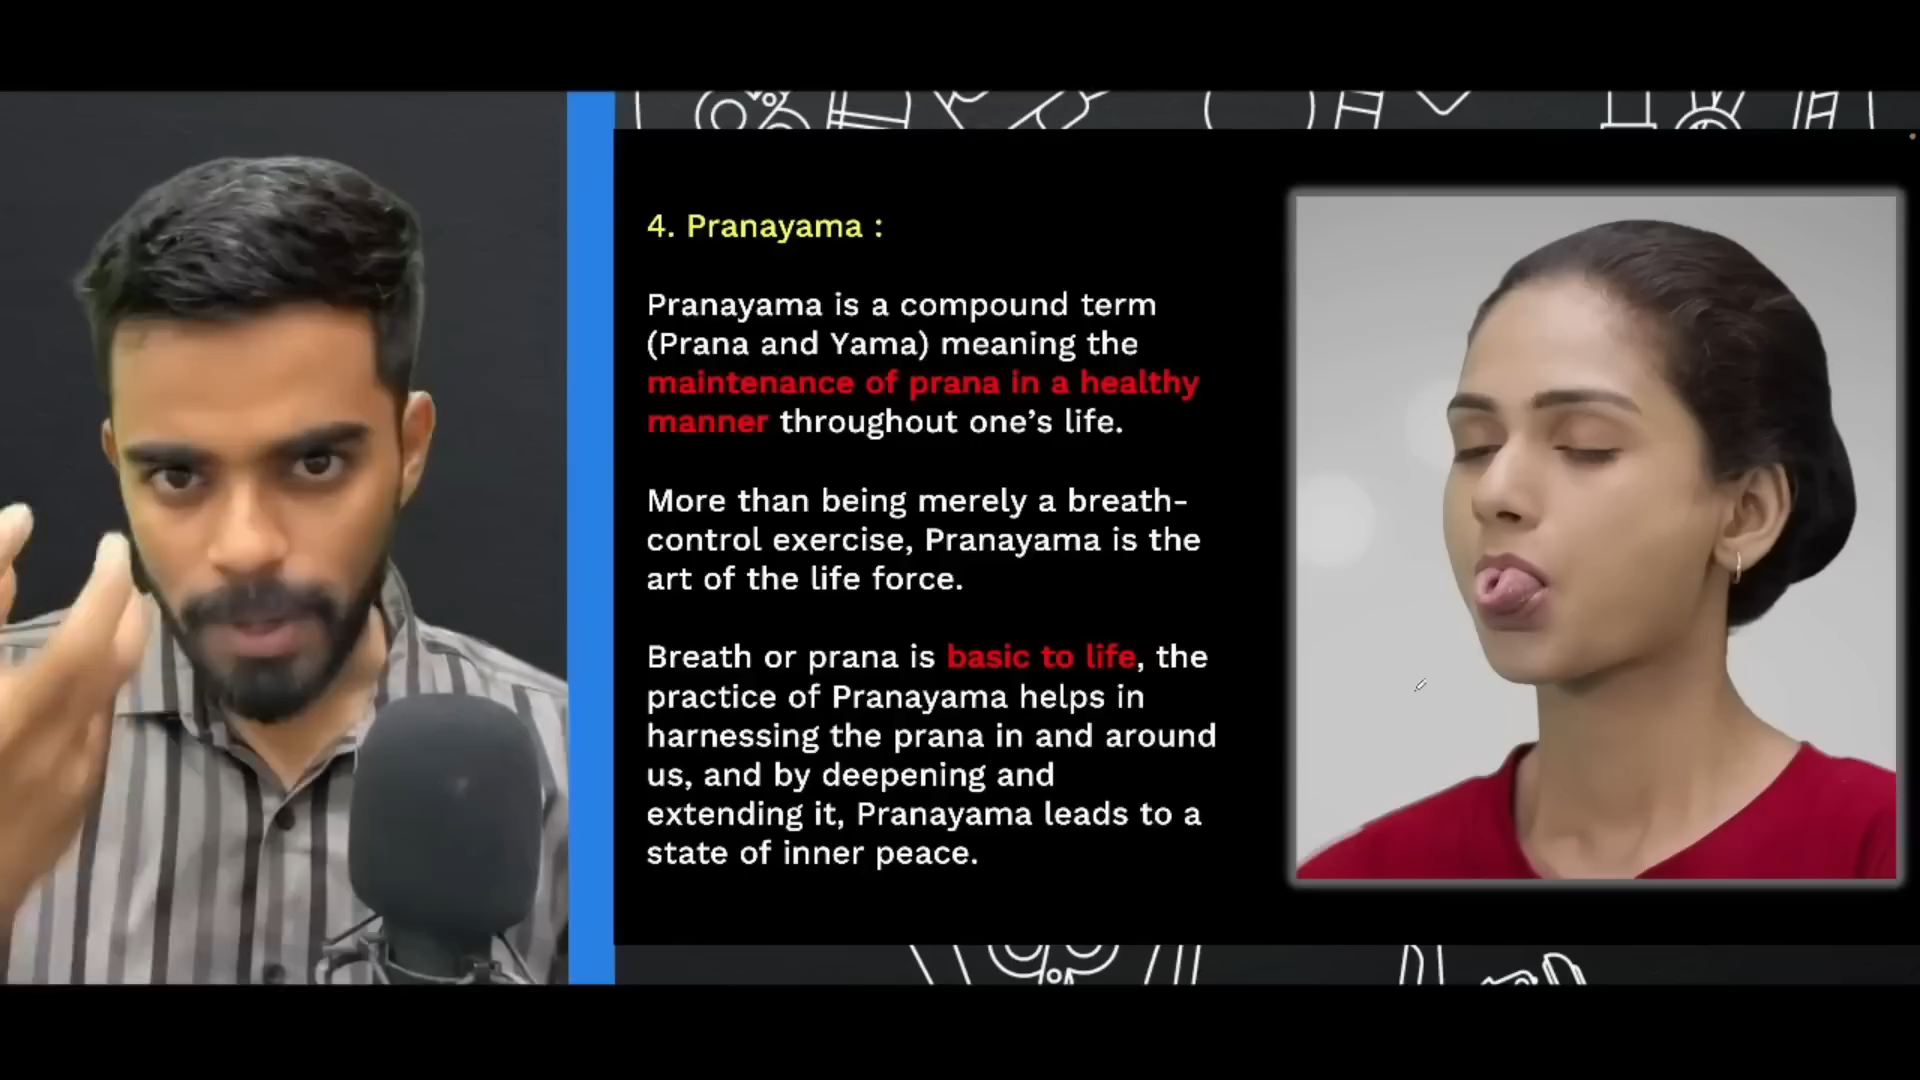 4. Pranayama :
Pranayama is a compound term
(Prana and Yama) meaning the
maintenance of prana in a healthy
manner throughout one’s life.
More than being merely a breath-
control exercise, Pranayama is the
art of the life force.
Breath or prana is basic to life, the
practice of Pranayama helps in
harnessing the prana in and around
us, and by deepening and
extending it, Pranayama leads to a
state of inner peace.